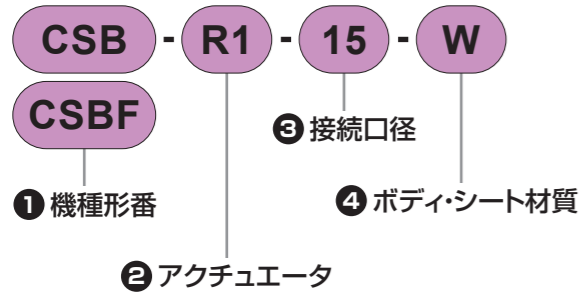 CSB - R1 - 15 - W
CSBF
❸ 接続口径
❶ 機種形番
❹ ボディ・シート材質
❷ アクチュエータ